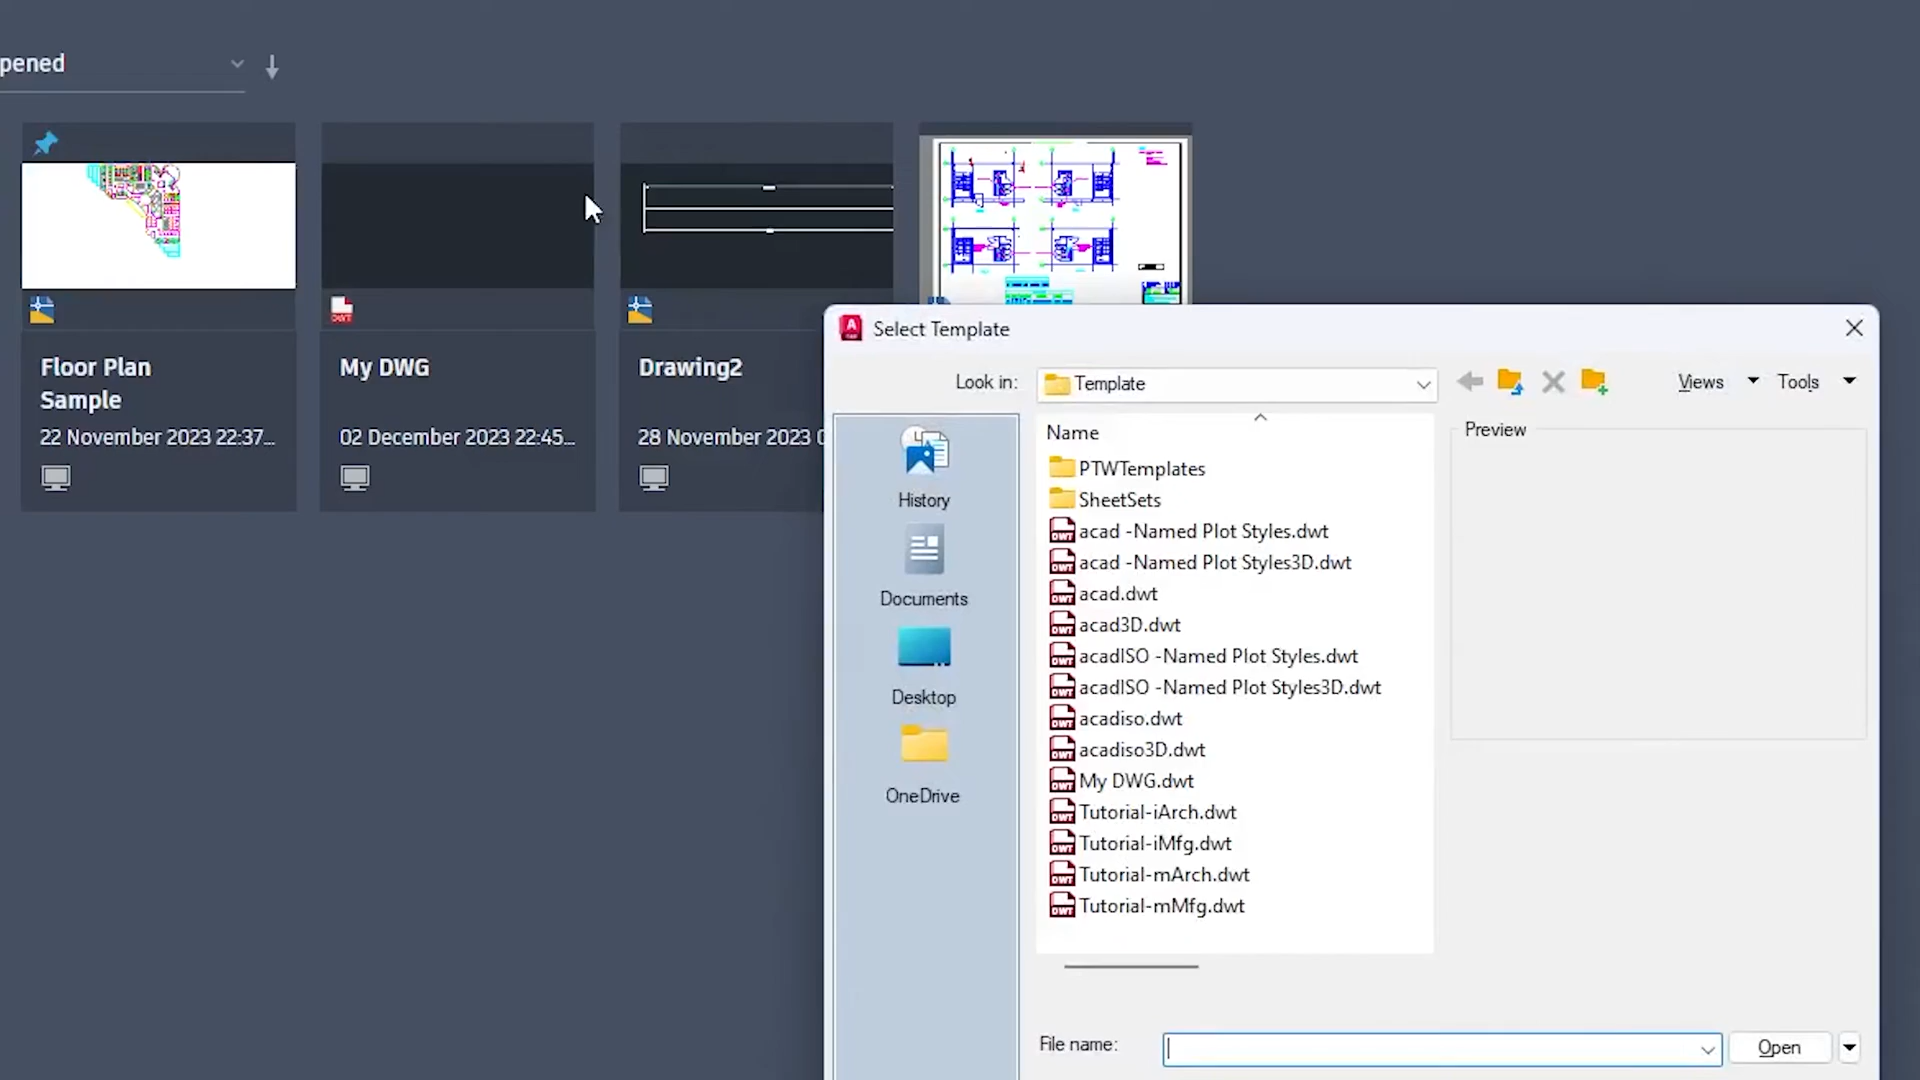 pened
Floor Plan
Sample
22 November 2023 22:37...
My DWG
02 December 2023 22:45...
Drawing2
28 November 2023 0
Select Template
Look in:
Template
Views
Tools
History
Documents
Desktop
OneDrive
Name
PTWTemplates
SheetSets
acad -Named Plot Styles.dwt
acad -Named Plot Styles3D.dwt
acad.dwt
acad3D.dwt
acadISO -Named Plot Styles.dwt
acadISO -Named Plot Styles3D.dwt
acadiso.dwt
acadiso3D.dwt
My DWG.dwt
Tutorial-iArch.dwt
Tutorial-iMfg.dwt
Tutorial-mArch.dwt
Tutorial-mMfg.dwt
Preview
File name:
Open